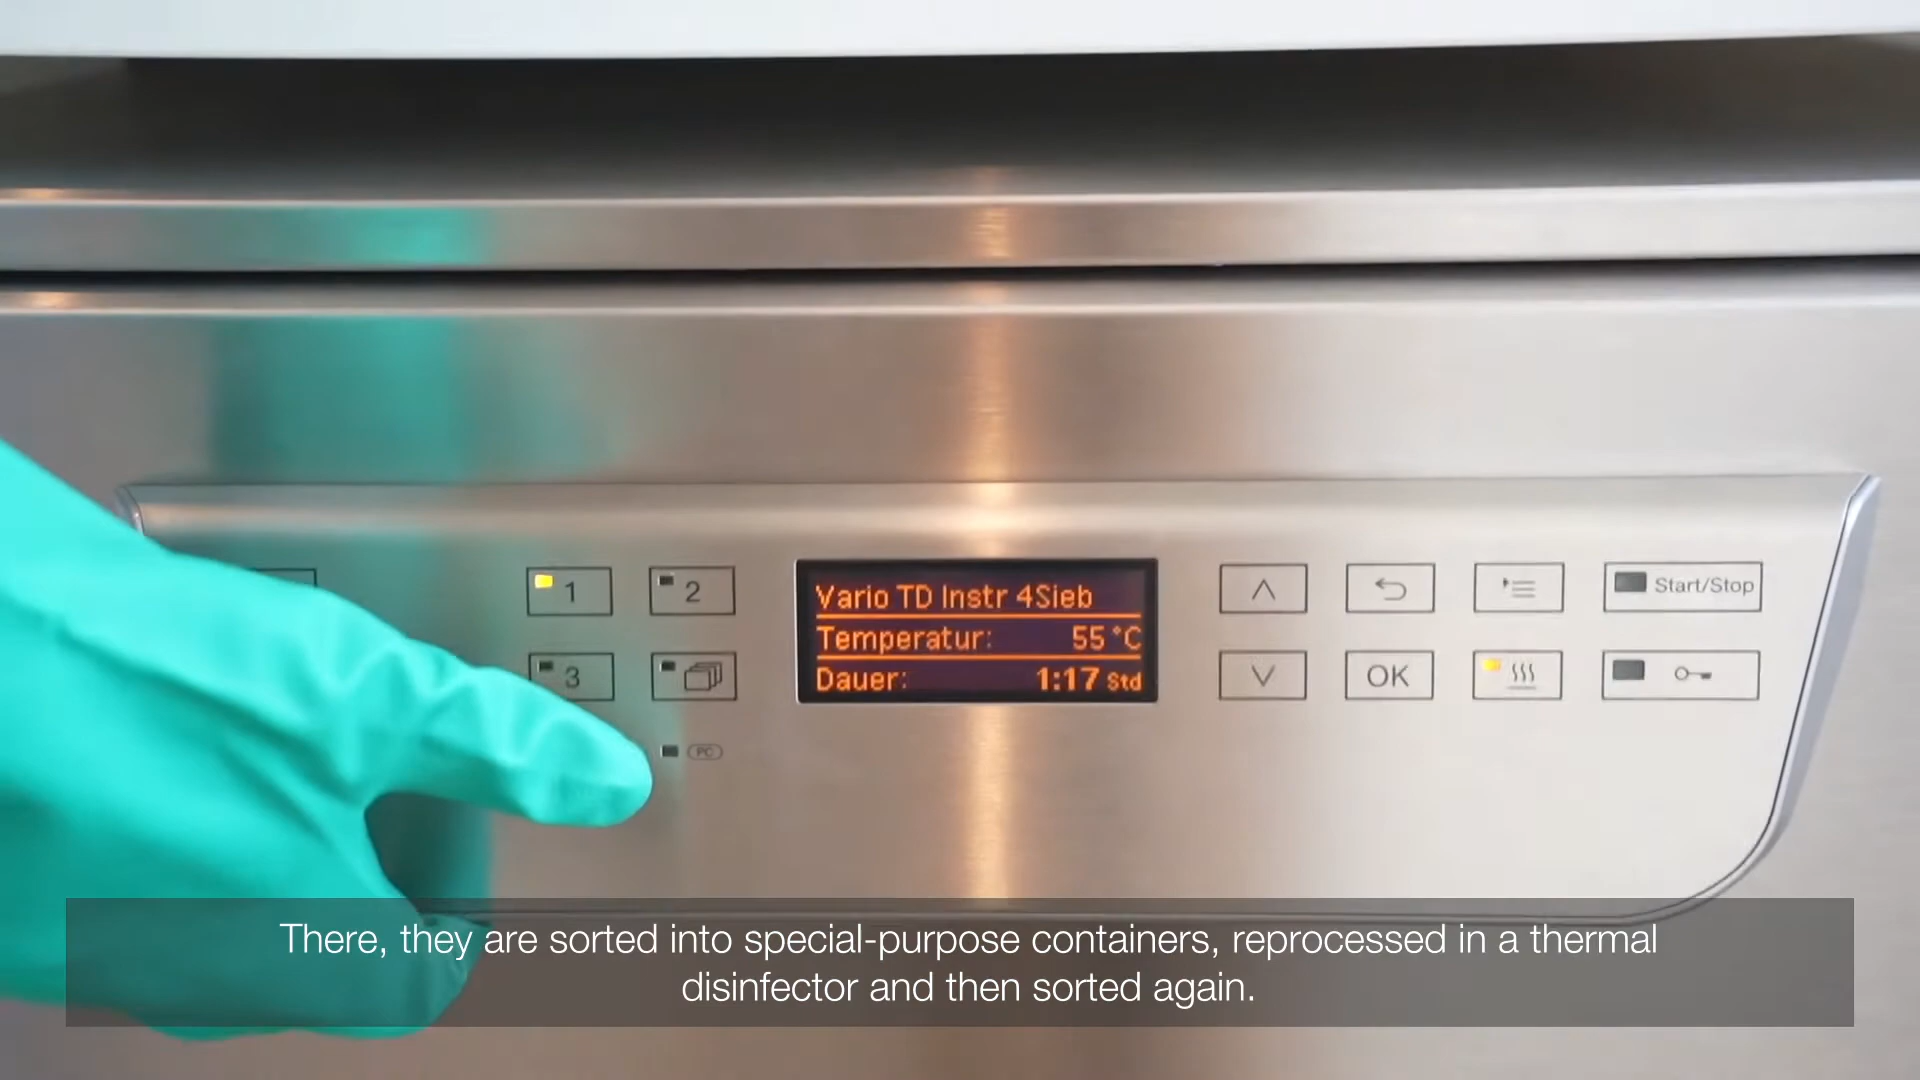 1
2
3
PC
Vario TD Instr 4Sieb
Temperatur: 55 °C
Dauer: 1:17 Std
Start/Stop
OK
There, they are sorted into special-purpose containers, reprocessed in a thermal
disinfector and then sorted again.